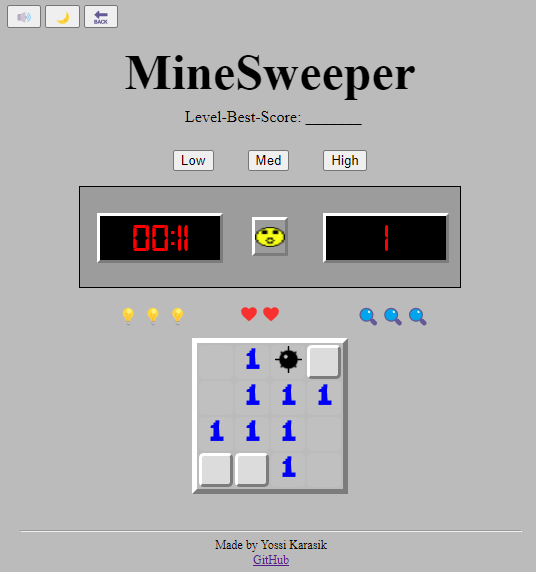 BACK
MineSweeper
Level-Best-Score: _______
Low Med High
00:11 1
1
1 1 1
1 1 1
1
Made by Yossi Karasik
GitHub